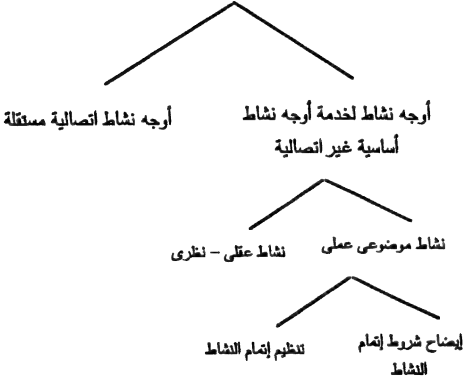 أوجه نشاط لخدمة أوجه نشاط
أساسية غير اتصالية
أوجه نشاط اتصالية مستقلة
نشاط موضوعى عملى
نشاط عقلى – نظرى
إيضاح شروط إتمام
النشاط
تنظيم إتمام النشاط